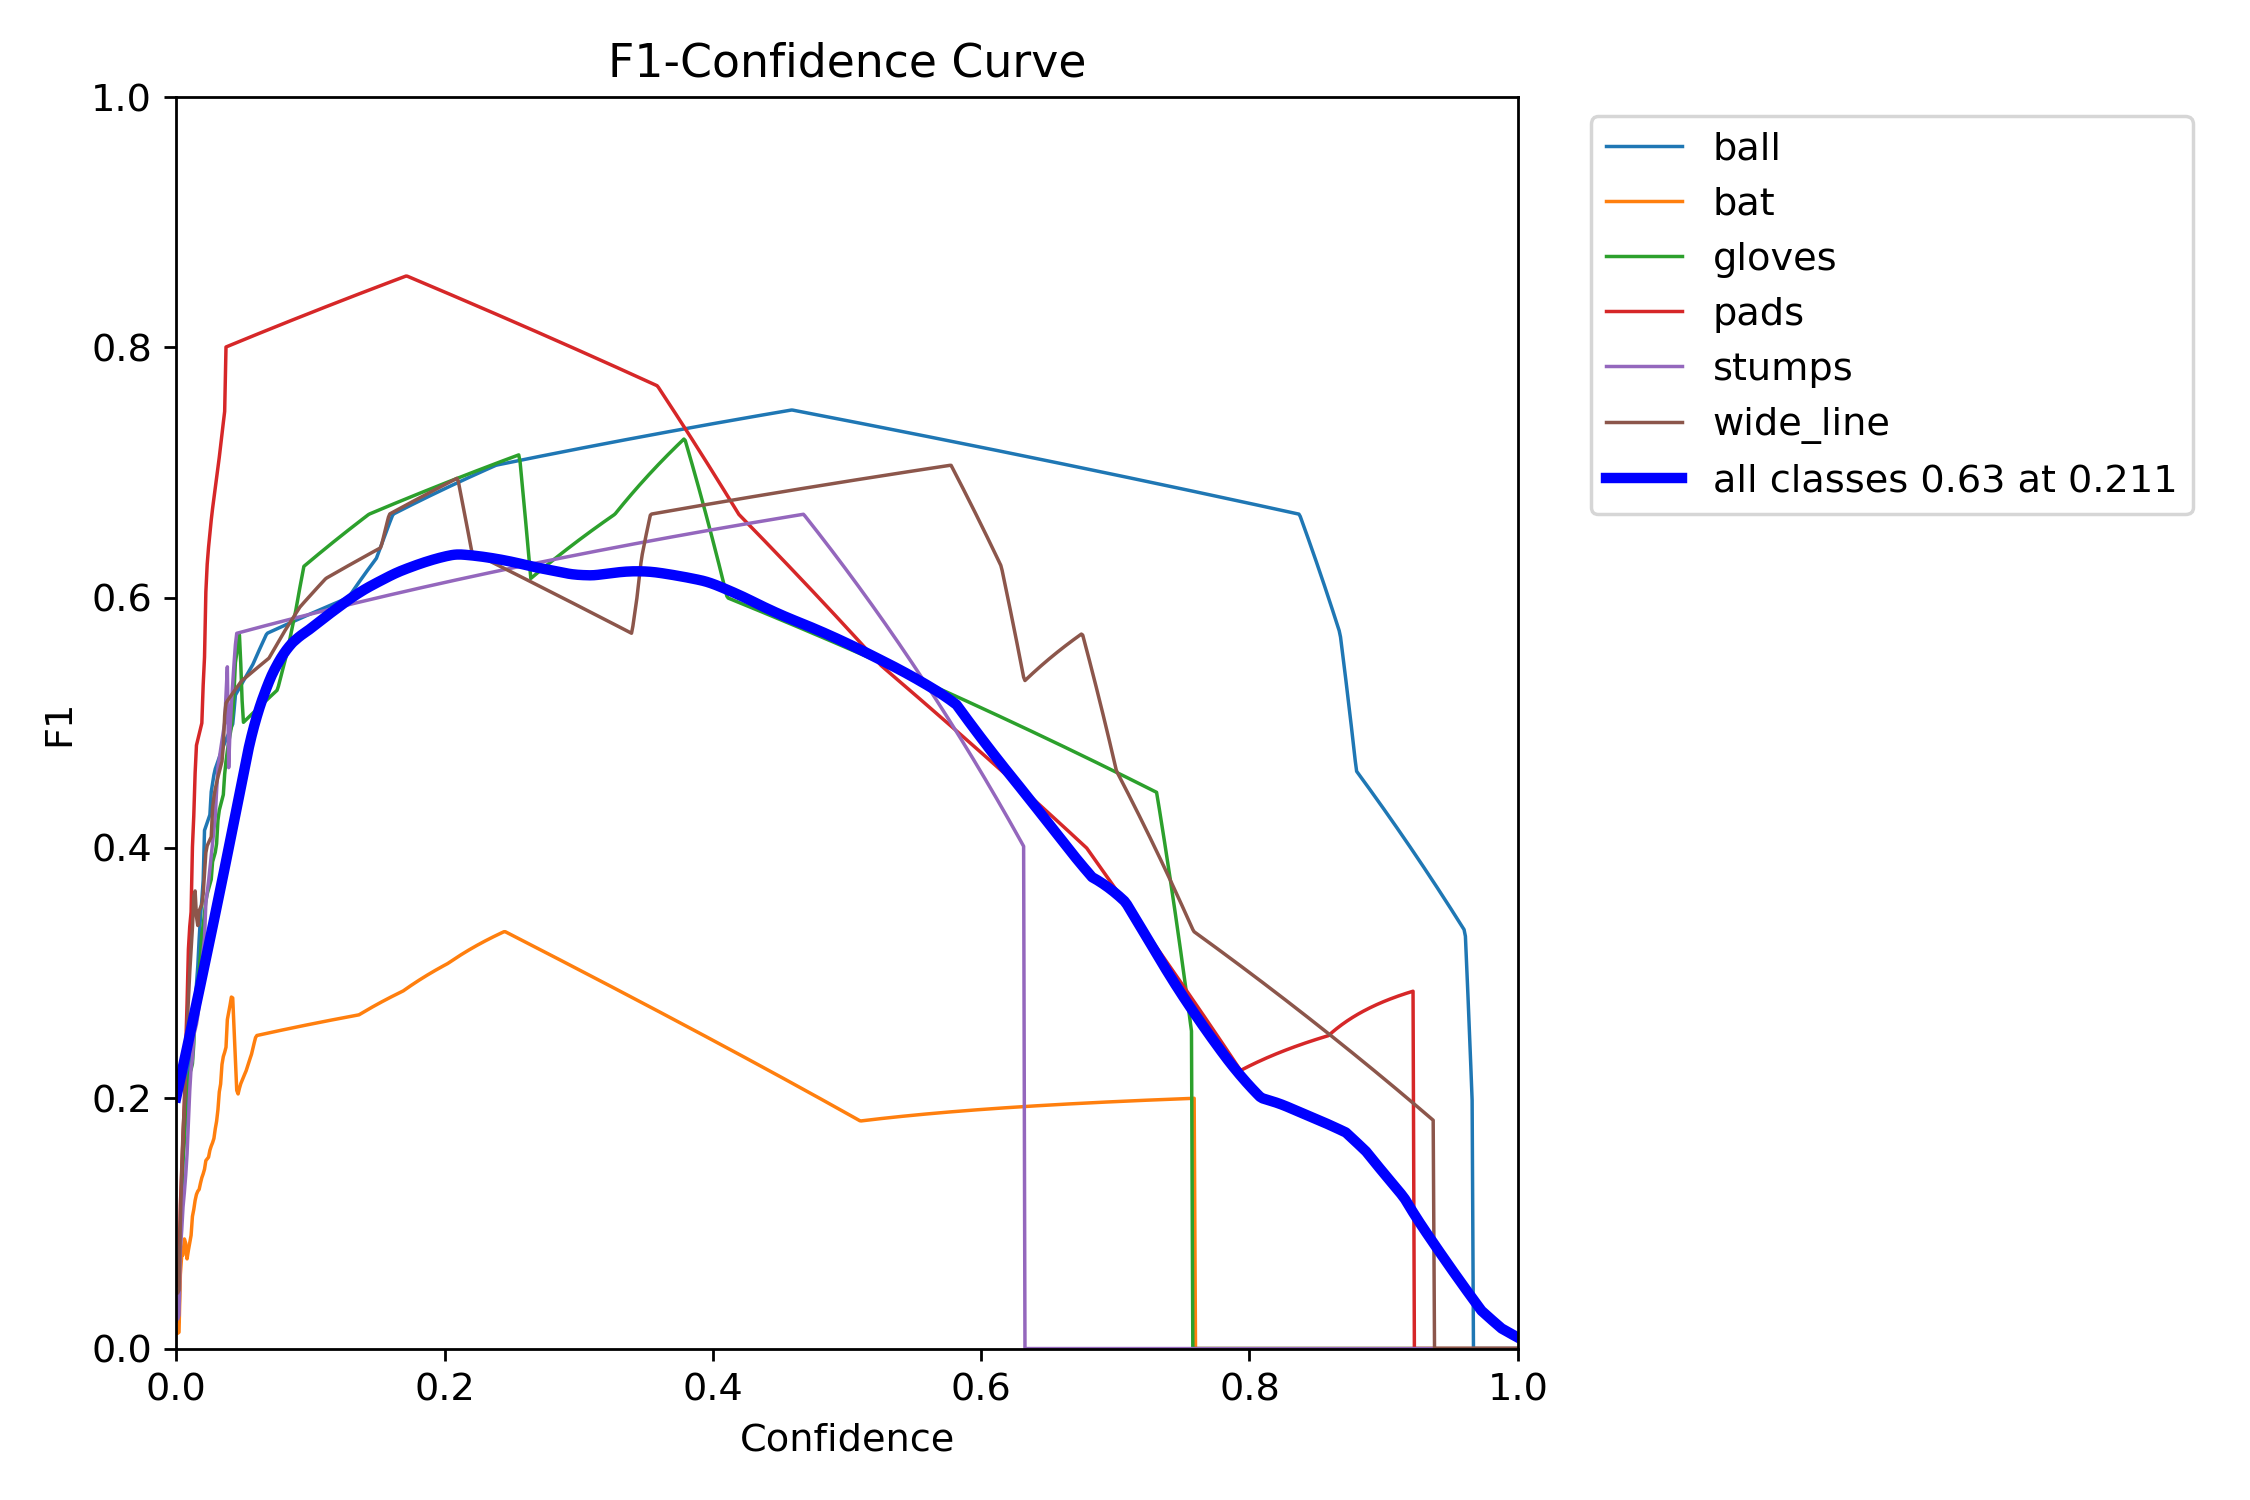 F1-Confidence Curve
1.0
0.8
0.6
0.4
0.2
0.0
F1
0.0 0.2 0.4 0.6 0.8 1.0
Confidence
ball
bat
gloves
pads
stumps
wide_line
all classes 0.63 at 0.211